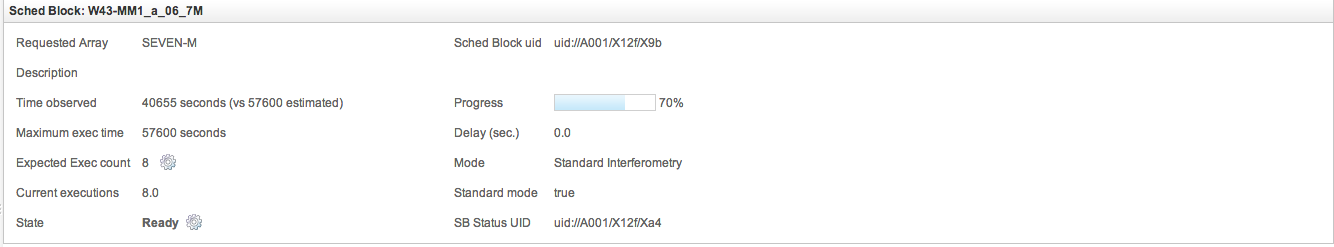 Sched Block: W43-MM1_a_06_7M
Requested Array SEVEN-M Sched Block uid uid://A001/X12f/X9b
Description
Time observed 40655 seconds (vs 57600 estimated) Progress 70%
Maximum exec time 57600 seconds Delay (sec.) 0.0
Expected Exec count 8 Mode Standard Interferometry
Current executions 8.0 Standard mode true
State Ready SB Status UID uid://A001/X12f/Xa4